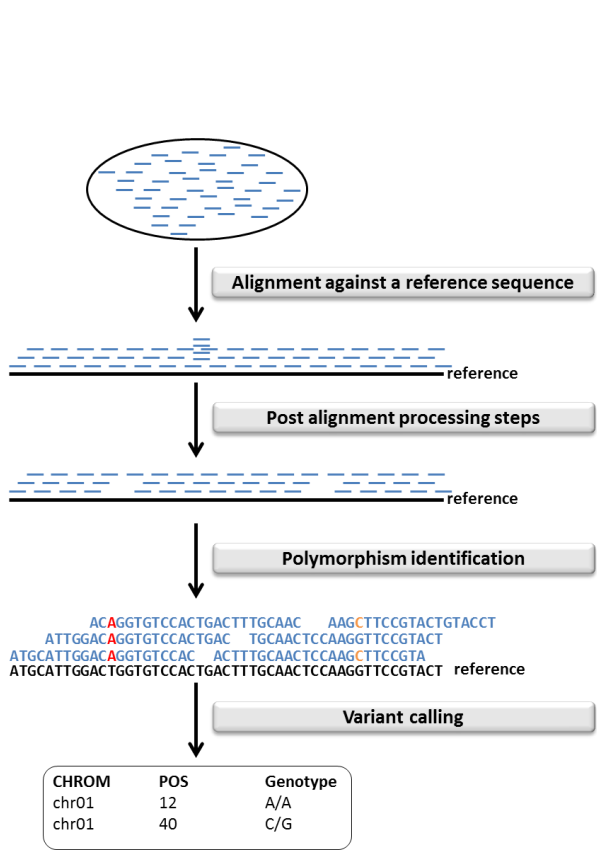 Alignment against a reference sequence
reference
Post alignment processing steps
reference
Polymorphism identification
ACAGGTGTCCACTGACTTTGCAAC AAGCTTCCGTACTGTACCT
ATTGGACAGGTGTCCACTGAC TGCAACTCCAAGGTTCCGTACT
ATGCATTGGACAGGTGTCCAC ACTTTGCAACTCCAAGCTTCCGTA
ATGCATTGGACTGGTGTCCACTGACTTTGCAACTCCAAGGTTCCGTACT reference
Variant calling
CHROM POS Genotype
chr01 12 A/A
chr01 40 C/G